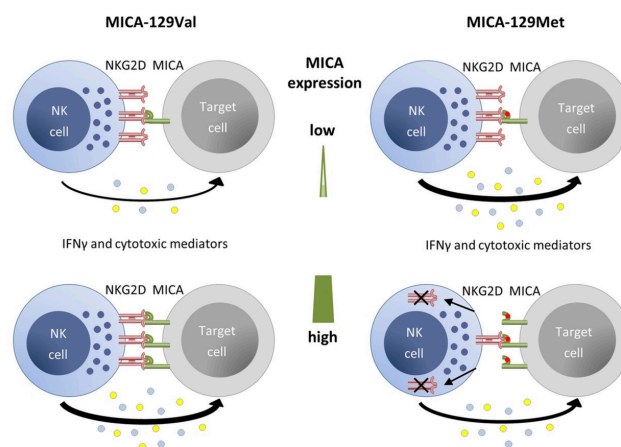 MICA-129Val
MICA-129Met
NKG2D MICA
MICA
expression
NKG2D MICA
NK
cell
Target
cell
low
NK
cell
Target
cell
IFNγ and cytotoxic mediators
IFNγ and cytotoxic mediators
NKG2D MICA
NKG2D MICA
NK
cell
Target
cell
high
NK
cell
Target
cell